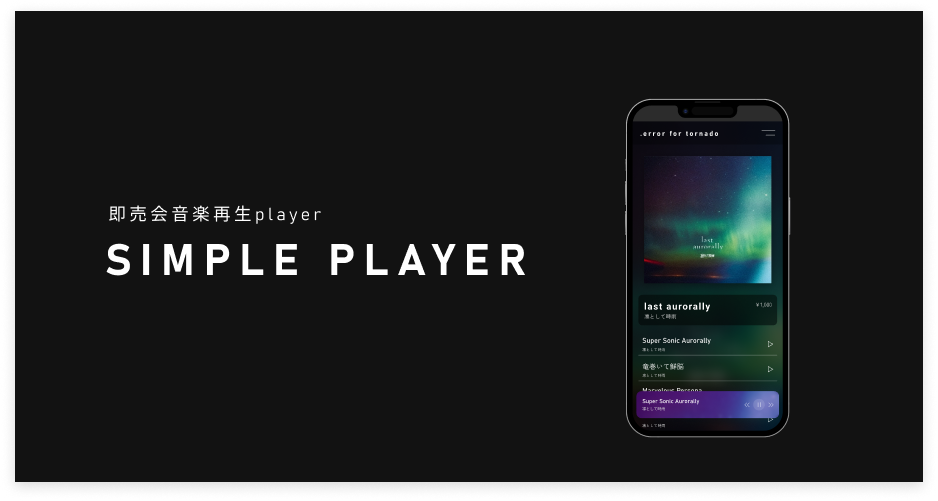 即売会音楽再生player
SIMPLE PLAYER
.error for tornado
last
aurorally
last aurorally
¥1,000
凛として時雨
Super Sonic Aurorally
凛として時雨
竜巻いて鮮脳
凛として時雨
Marvelous Persona
Super Sonic Aurorally
凛として時雨
凛として時雨